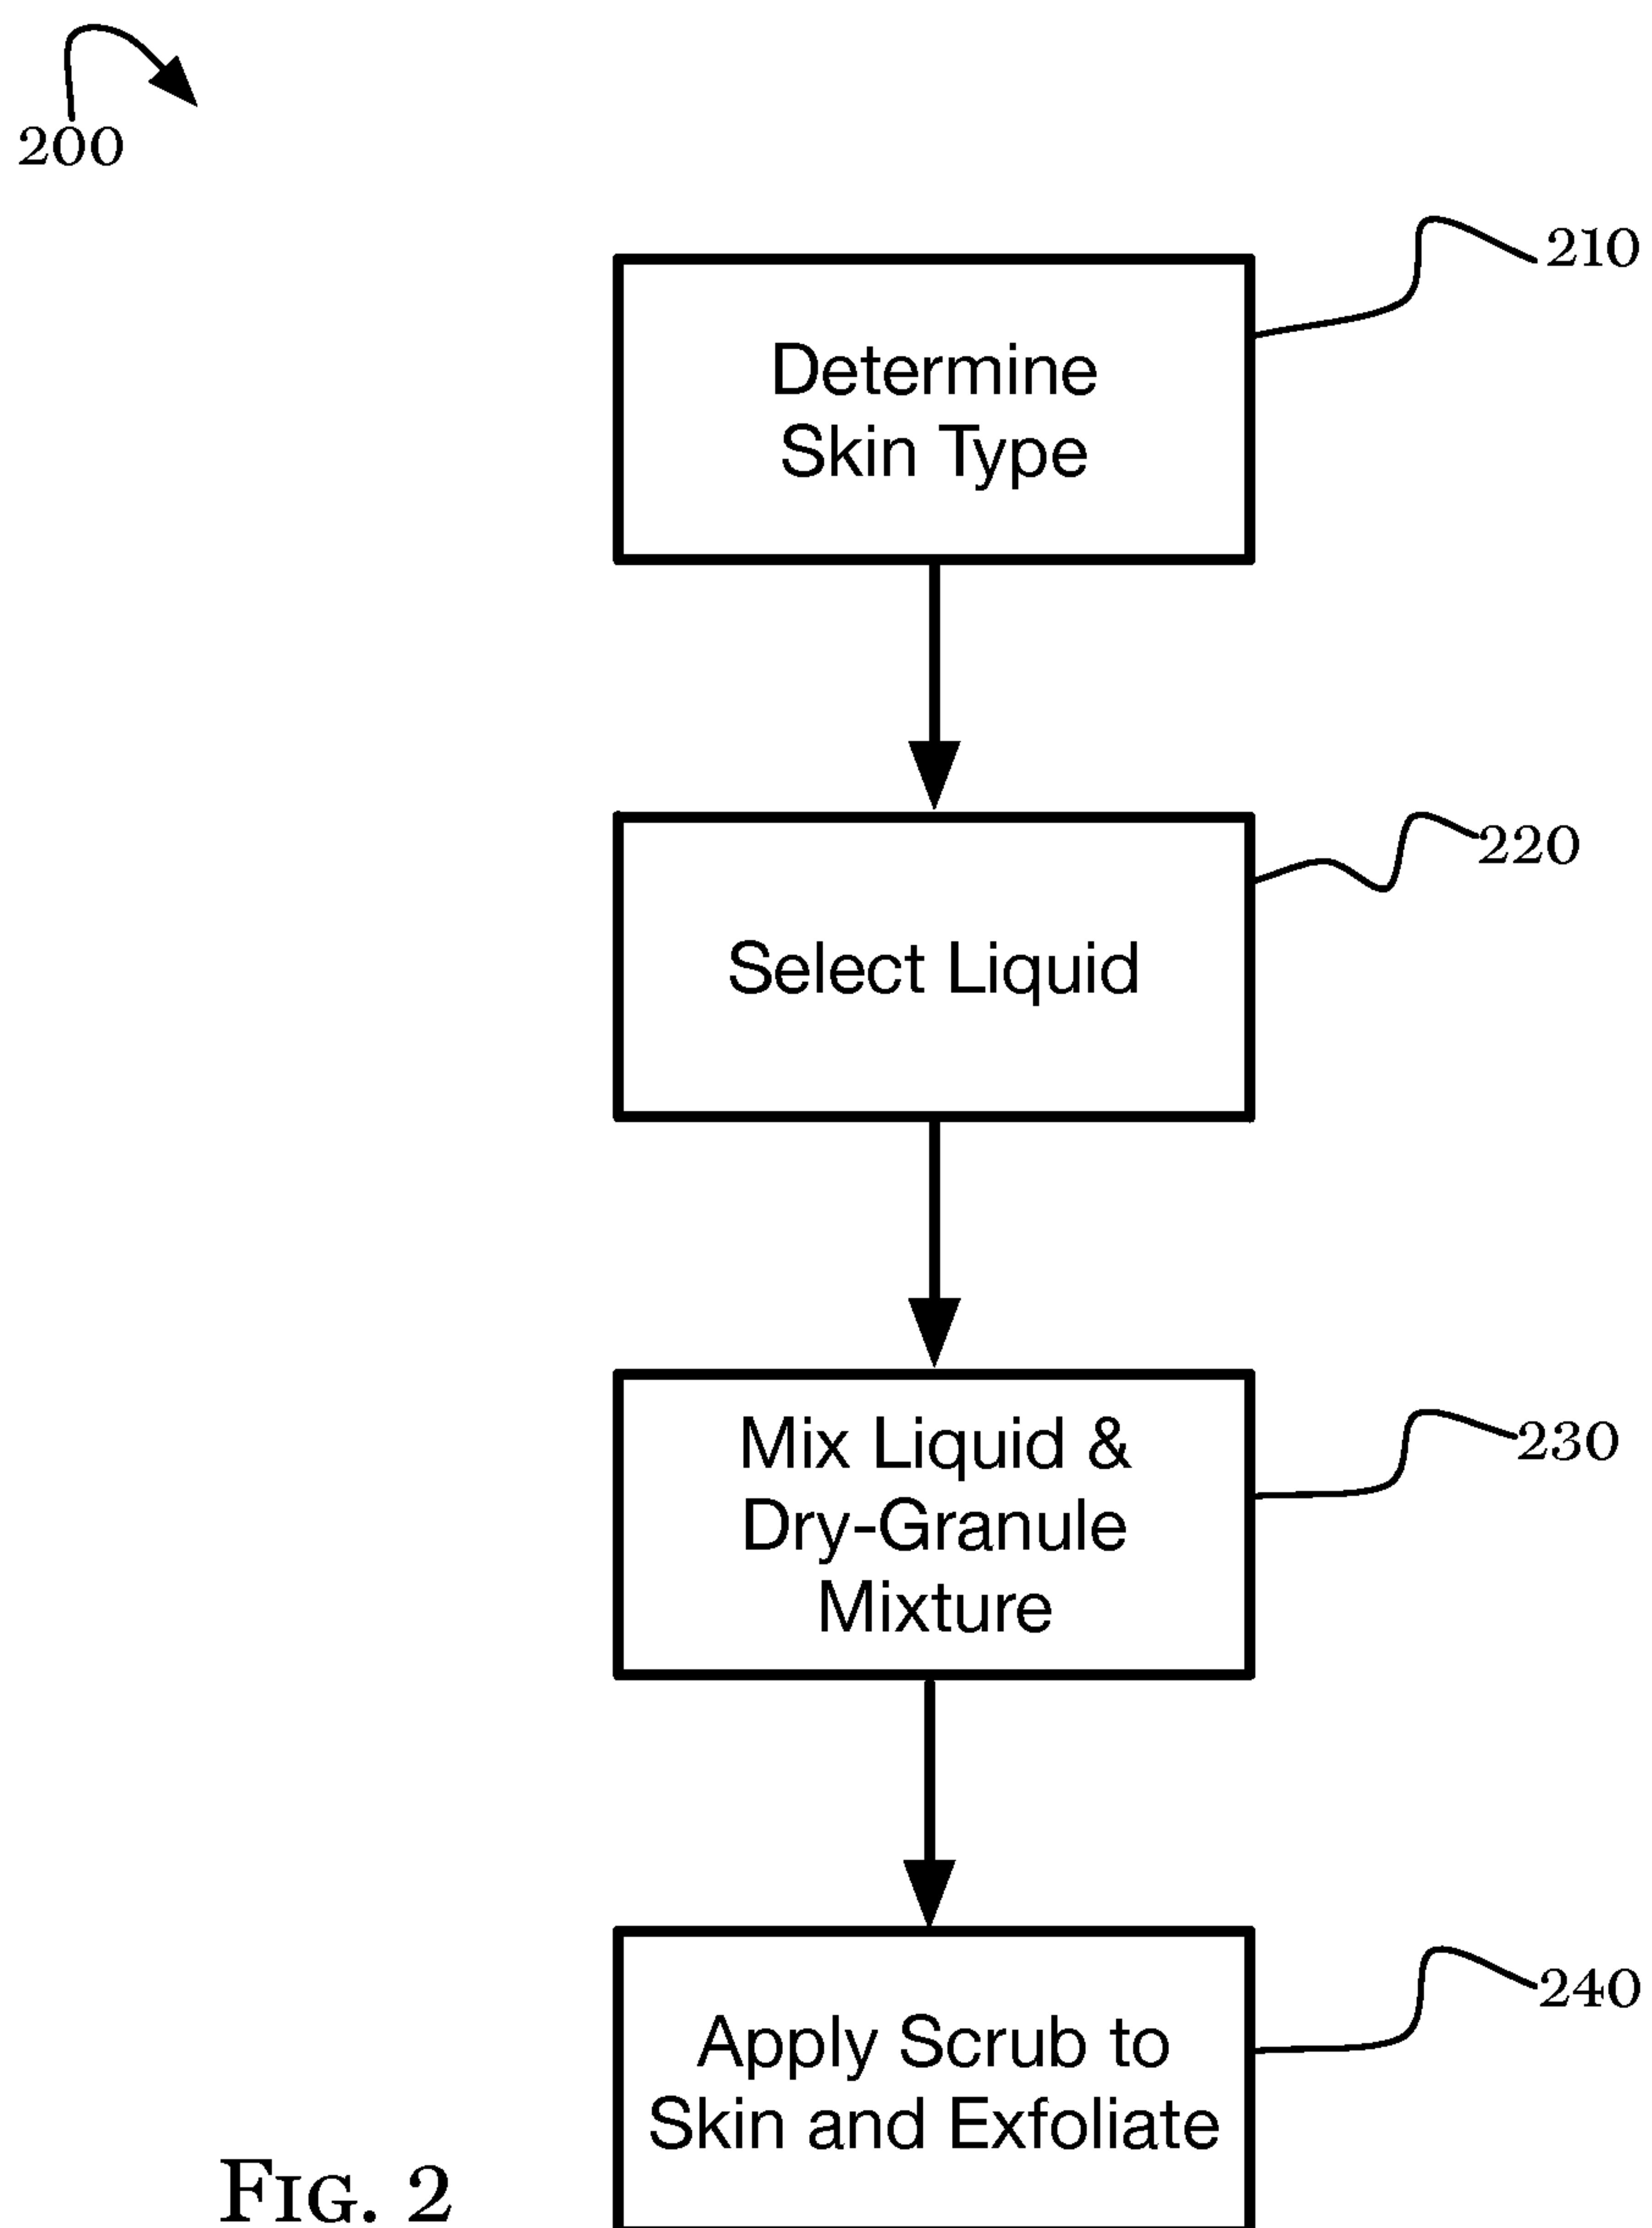 200
210
Determine
Skin Type
220
Select Liquid
230
Mix Liquid &
Dry-Granule
Mixture
240
Apply Scrub to
Skin and Exfoliate
FIG. 2